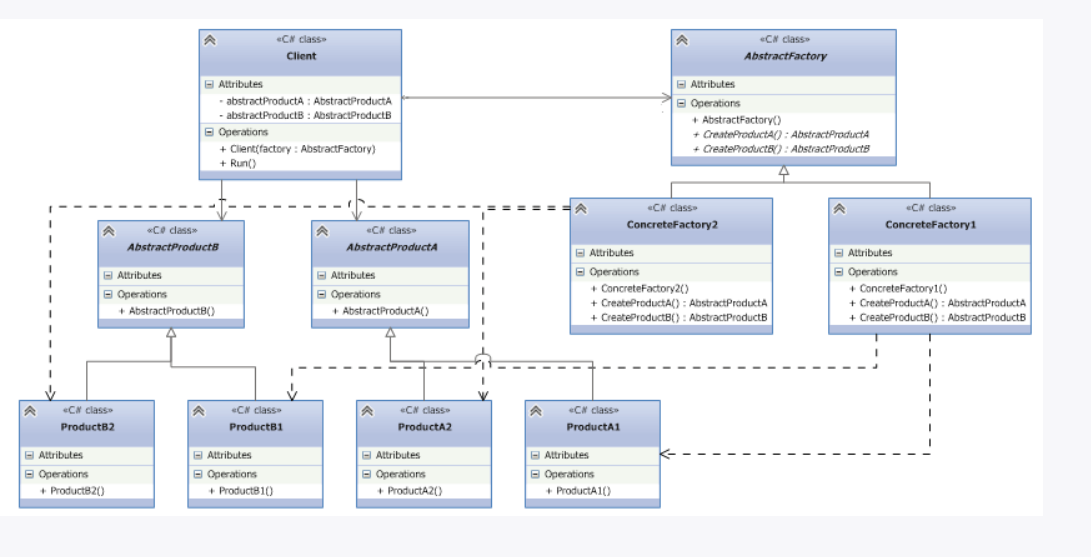 «C# class»
Client
Attributes
- abstractProductA : AbstractProductA
- abstractProductB : AbstractProductB
Operations
+ Client(factory : AbstractFactory)
+ Run()
«C# class»
AbstractFactory
Attributes
Operations
+ AbstractFactory()
+ CreateProductA() : AbstractProductA
+ CreateProductB() : AbstractProductB
«C# class»
AbstractProductB
Attributes
Operations
+ AbstractProductB()
«C# class»
AbstractProductA
Attributes
Operations
+ AbstractProductA()
«C# class»
ConcreteFactory2
Attributes
Operations
+ ConcreteFactory2()
+ CreateProductA() : AbstractProductA
+ CreateProductB() : AbstractProductB
«C# class»
ConcreteFactory1
Attributes
Operations
+ ConcreteFactory1()
+ CreateProductA() : AbstractProductA
+ CreateProductB() : AbstractProductB
«C# class»
ProductB2
Attributes
Operations
+ ProductB2()
«C# class»
ProductB1
Attributes
Operations
+ ProductB1()
«C# class»
ProductA2
Attributes
Operations
+ ProductA2()
«C# class»
ProductA1
Attributes
Operations
+ ProductA1()